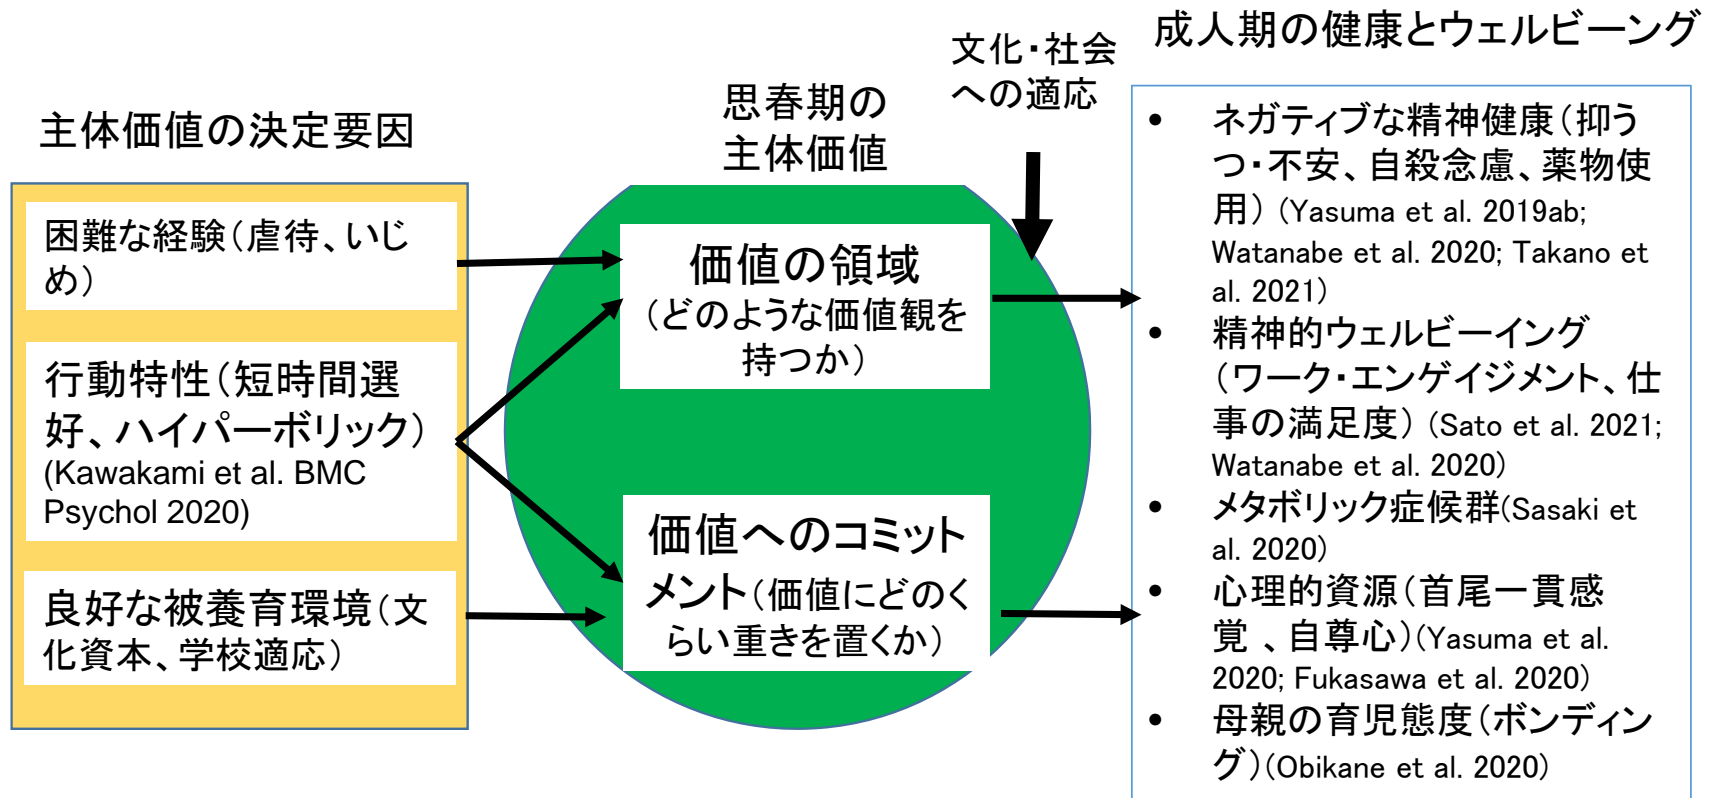 主体価値の決定要因
困難な経験（虐待、いじ
め）
行動特性（短時間選
好、ハイパーボリック）
(Kawakami et al. BMC
Psychol 2020)
良好な被養育環境（文
化資本、学校適応）
思春期の
主体価値
価値の領域
（どのような価値観を
持つか）
価値へのコミット
メント（価値にどのく
らい重きを置くか）
文化・社会
への適応
成人期の健康とウェルビーング
• ネガティブな精神健康（抑う
つ・不安、自殺念慮、薬物使
用） (Yasuma et al. 2019ab;
Watanabe et al. 2020; Takano et
al. 2021)
• 精神的ウェルビーイング
（ワーク・エンゲイジメント、仕
事の満足度） (Sato et al. 2021;
Watanabe et al. 2020)
• メタボリック症候群(Sasaki et
al. 2020)
• 心理的資源（首尾一貫感
覚 、自尊心）(Yasuma et al.
2020; Fukasawa et al. 2020)
• 母親の育児態度（ボンディン
グ）(Obikane et al. 2020)